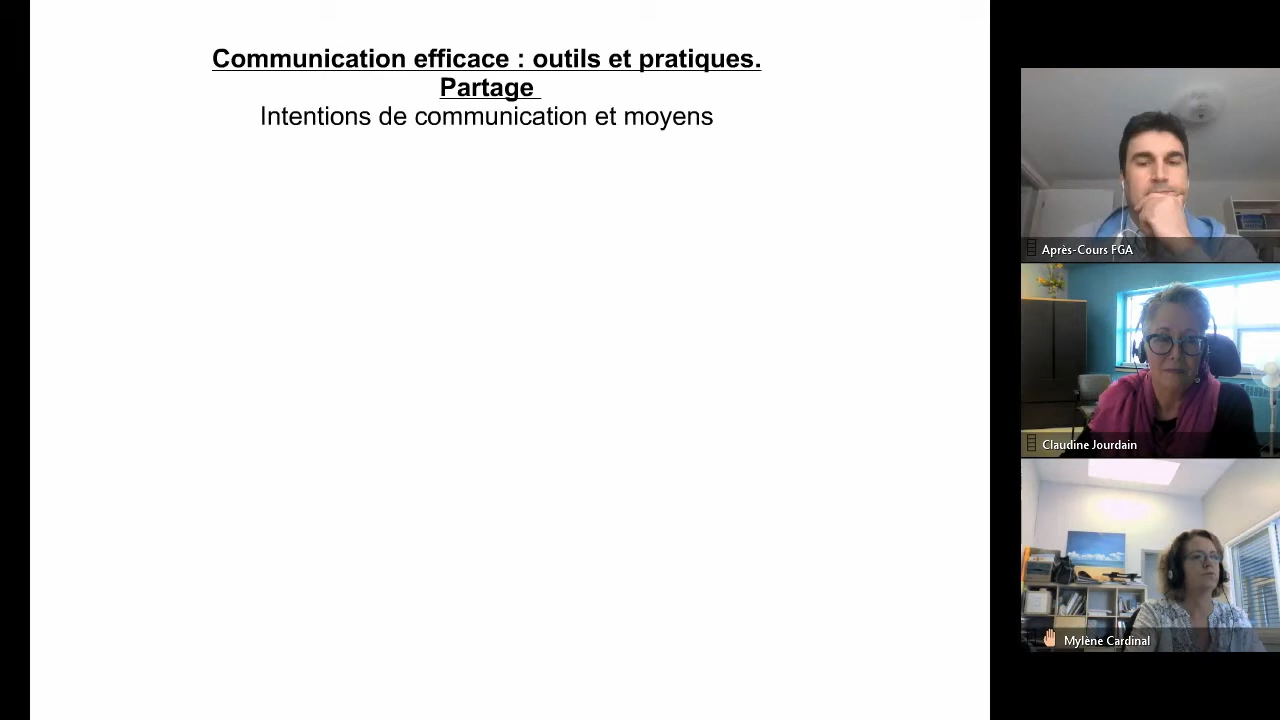 Communication efficace : outils et pratiques.
Partage
Intentions de communication et moyens
Après-Cours FGA
Claudine Jourdain
Mylène Cardinal